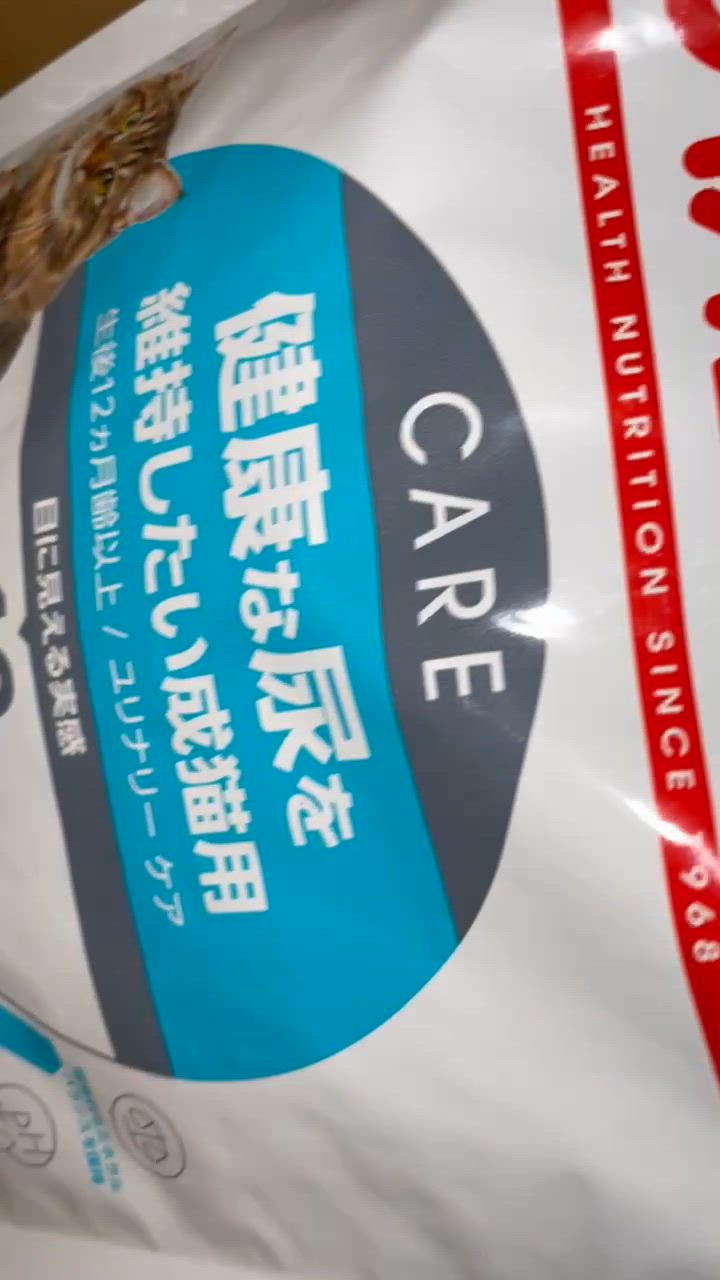 HEALTH NUTRITION SINCE 1968
CARE
健康な尿を
維持したい成猫用
生後12カ月齢以上 / ユリナリー ケア
目に見える実感
pH